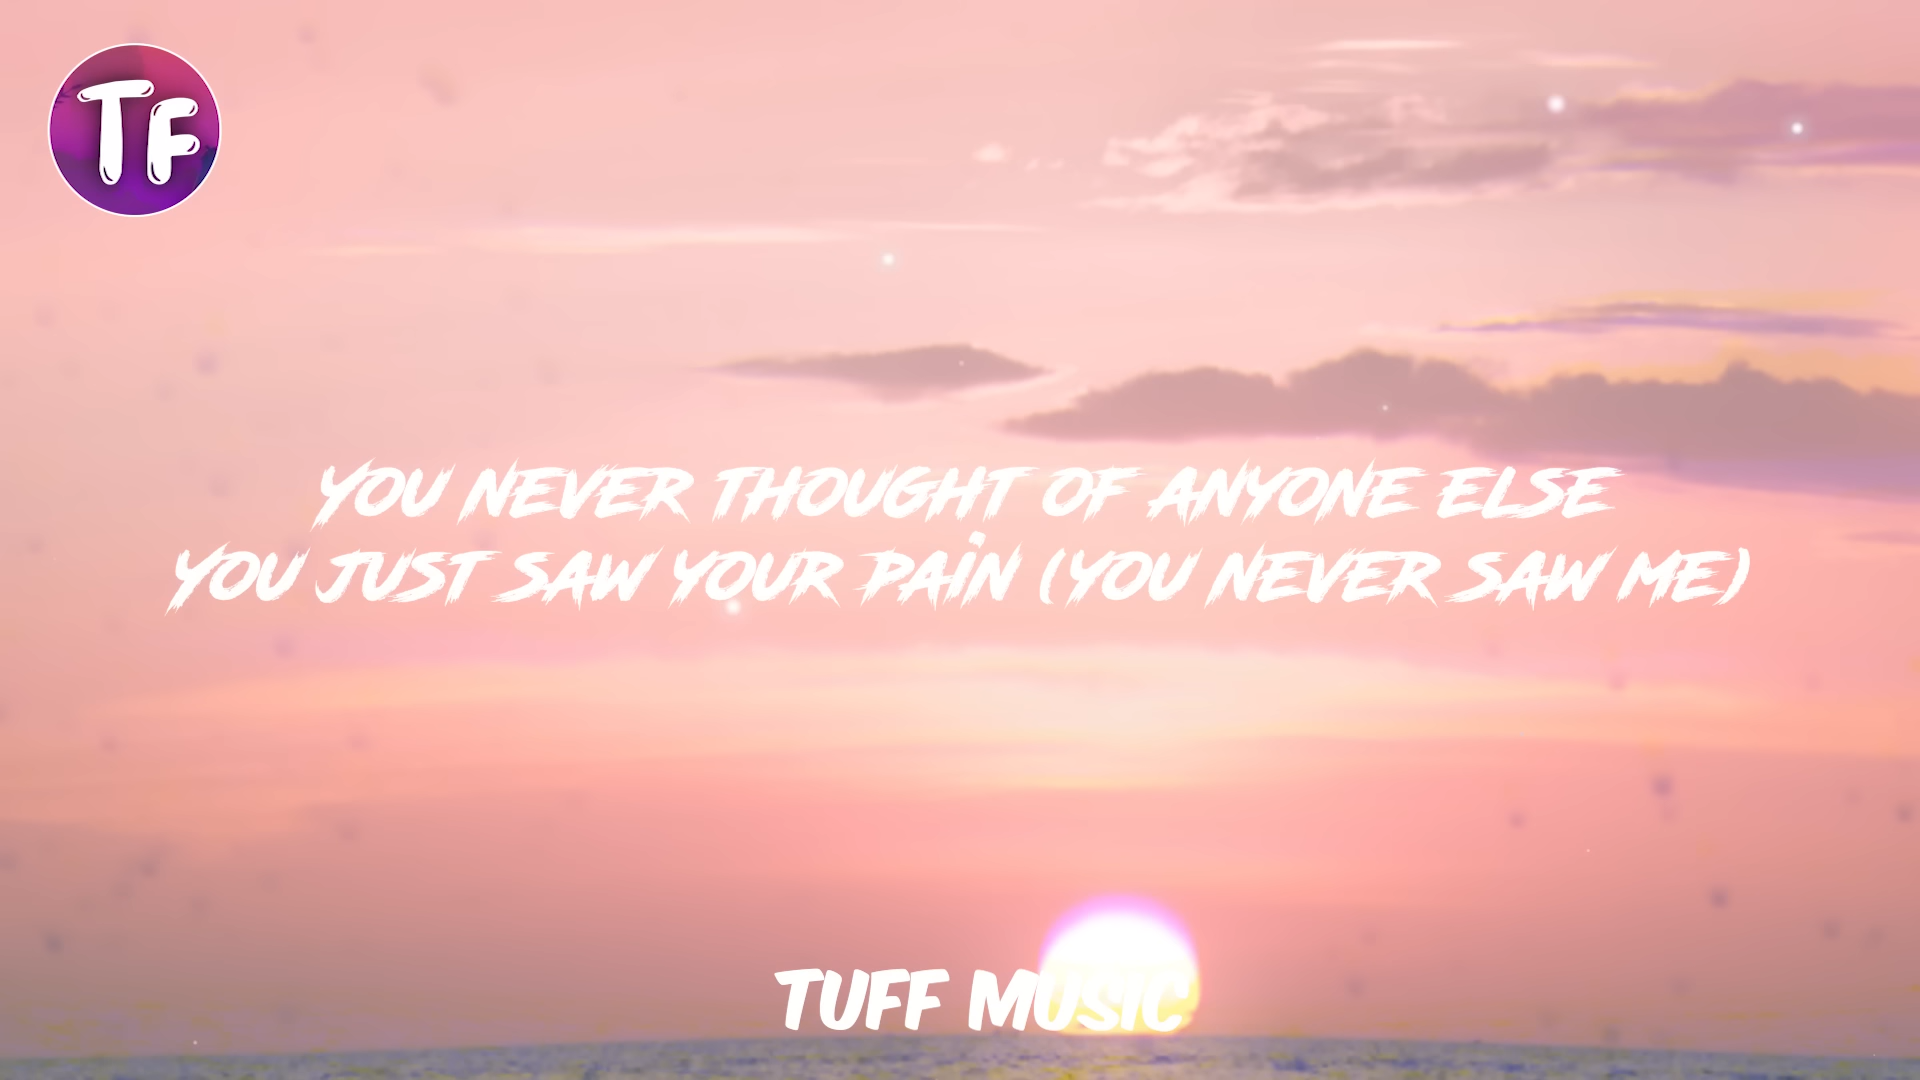 TF
YOU NEVER THOUGHT OF ANYONE ELSE
YOU JUST SAW YOUR PAIN (YOU NEVER SAW ME)
TUFF MUSIC